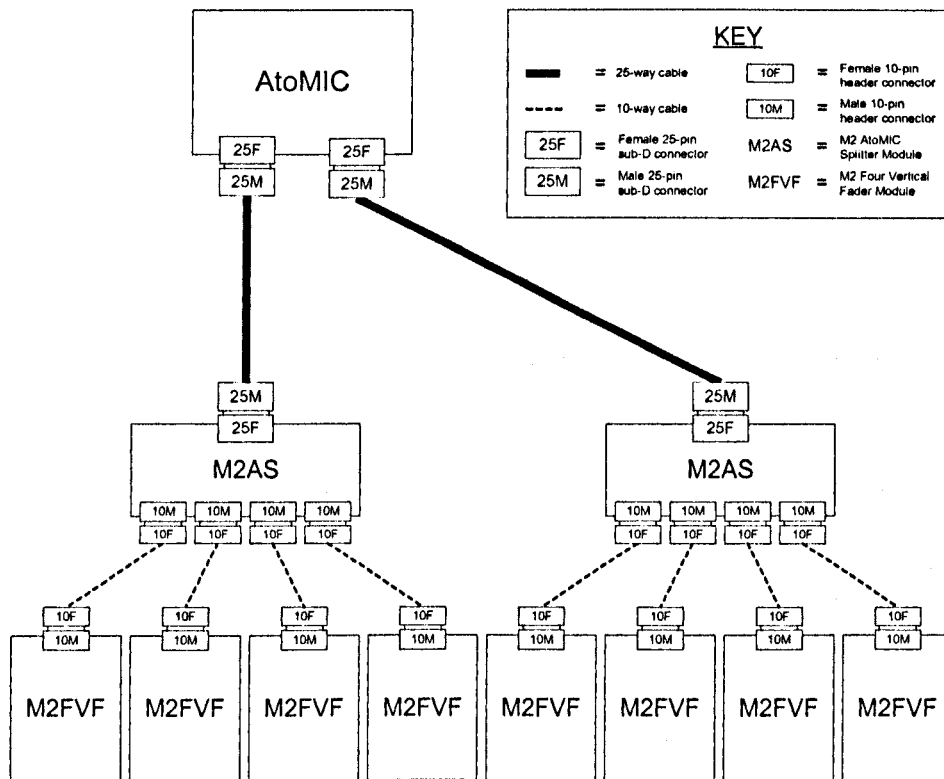 AtoMIC
25F 25F
25M 25M
KEY
= 25-way cable
= 10-way cable
25F = Female 25-pin
sub-D connector
25M = Male 25-pin
sub-D connector
10F = Female 10-pin
header connector
10M = Male 10-pin
header connector
M2AS = M2 AtoMIC
Splitter Module
M2FVF = M2 Four Vertical
Fader Module
25M 25M
25F 25F
M2AS M2AS
10M 10M 10M 10M 10M 10M 10M 10M
10F 10F 10F 10F 10F 10F 10F 10F
10F 10F 10F 10F 10F 10F 10F 10F
10M 10M 10M 10M 10M 10M 10M 10M
M2FVF M2FVF M2FVF M2FVF M2FVF M2FVF M2FVF M2FVF